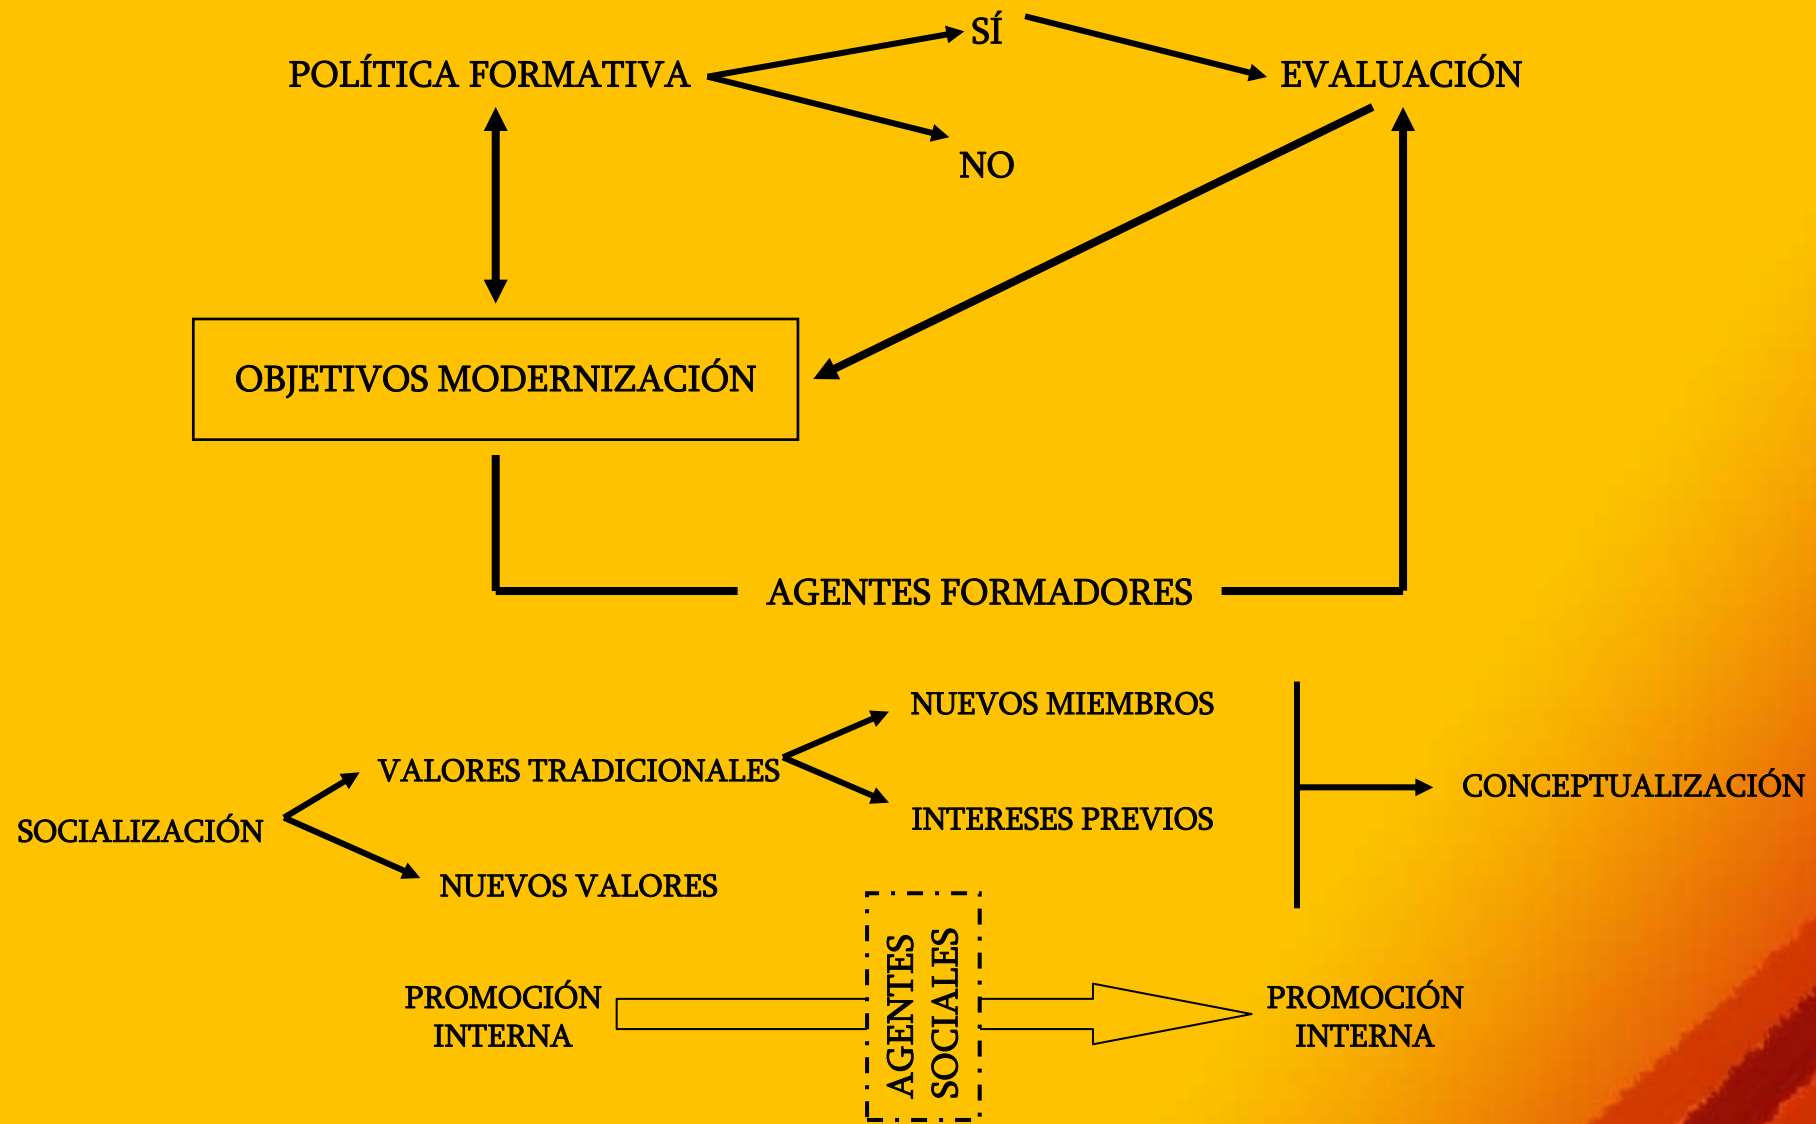 SÍ
POLÍTICA FORMATIVA
EVALUACIÓN
NO
OBJETIVOS MODERNIZACIÓN
AGENTES FORMADORES
NUEVOS MIEMBROS
VALORES TRADICIONALES
CONCEPTUALIZACIÓN
INTERESES PREVIOS
SOCIALIZACIÓN
NUEVOS VALORES
PROMOCIÓN
INTERNA
AGENTES
SOCIALES
PROMOCIÓN
INTERNA